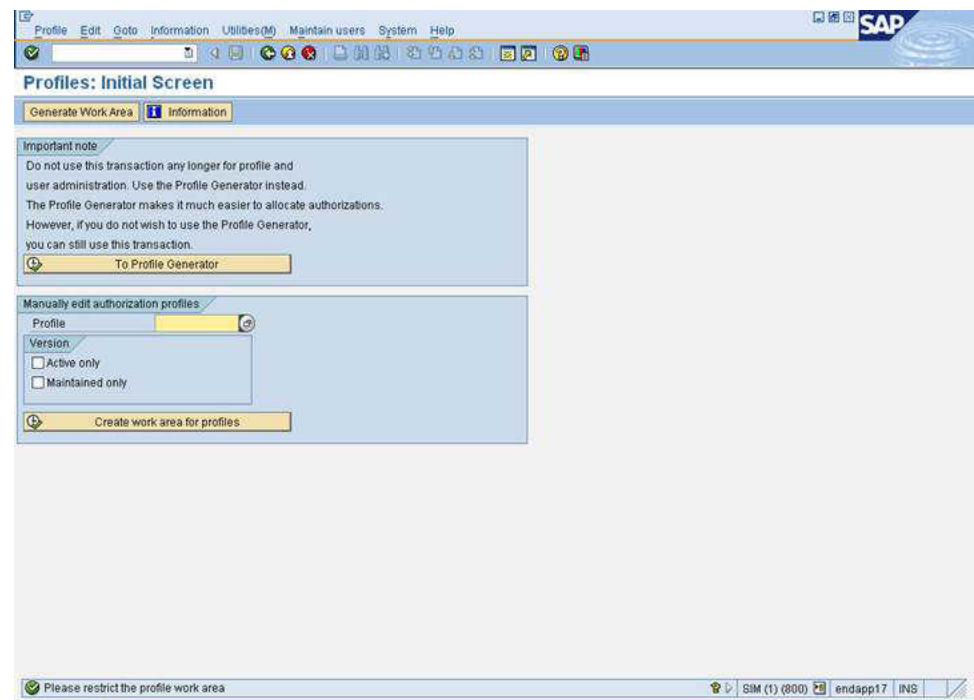 Profile Edit Goto Information Utilities(M) Maintain users System Help
SAP
Profiles: Initial Screen
Generate Work Area Information
Important note
Do not use this transaction any longer for profile and
user administration. Use the Profile Generator instead.
The Profile Generator makes it much easier to allocate authorizations.
However, if you do not wish to use the Profile Generator,
you can still use this transaction.
To Profile Generator
Manually edit authorization profiles
Profile
Version
Active only
Maintained only
Create work area for profiles
Please restrict the profile work area SIM (1) (800) endapp17 INS